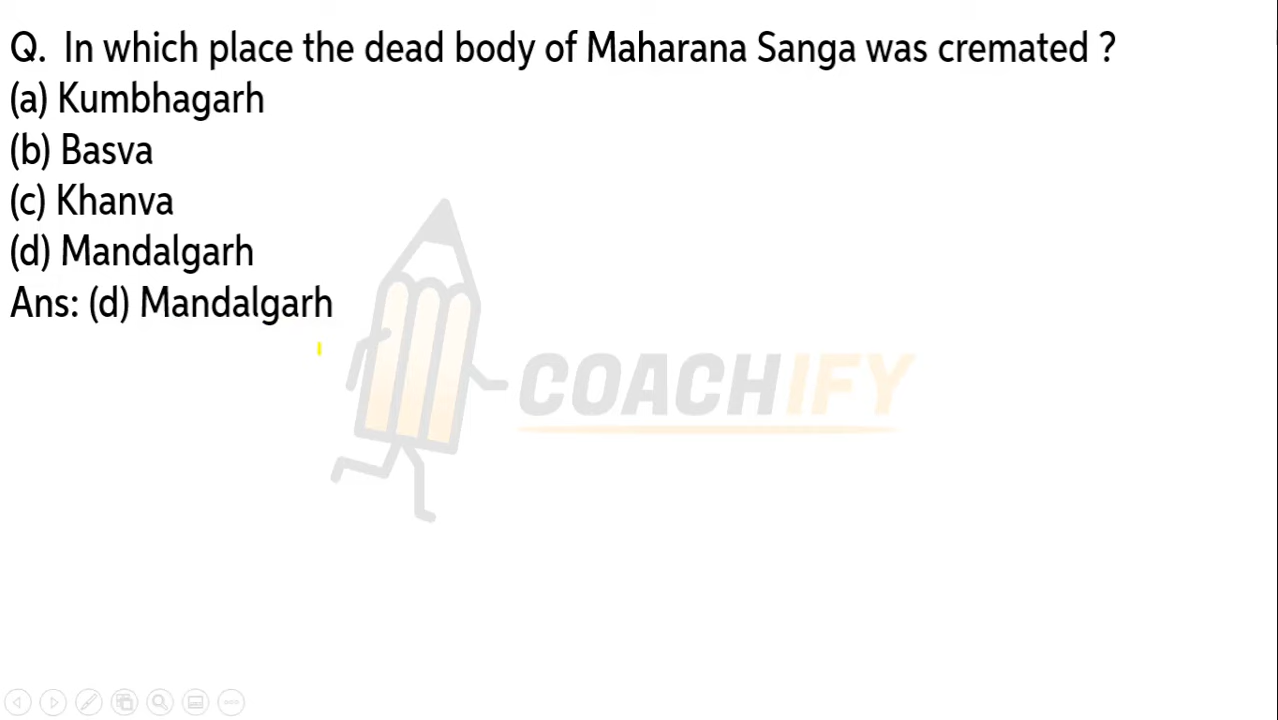 Q. In which place the dead body of Maharana Sanga was cremated ?
(a) Kumbhagarh
(b) Basva
(c) Khanva
(d) Mandalgarh
Ans: (d) Mandalgarh
COACHIFY